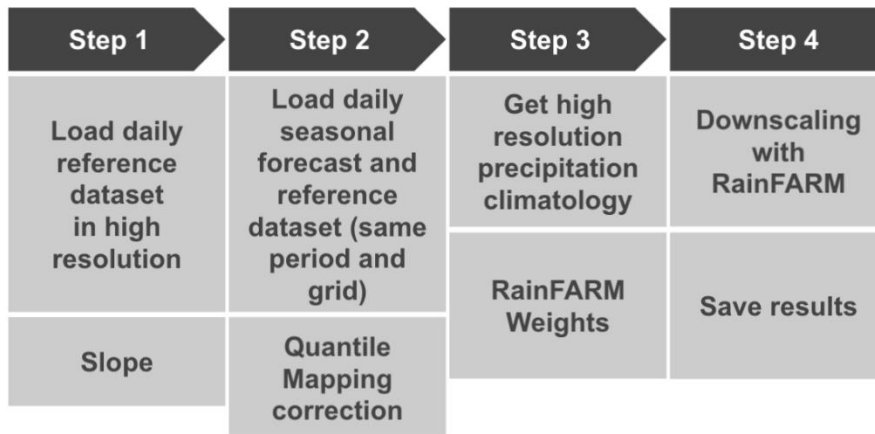 Step 1
Load daily
reference
dataset
in high
resolution
Slope
Step 2
Load daily
seasonal
forecast and
reference
dataset (same
period and
grid)
Quantile
Mapping
correction
Step 3
Get high
resolution
precipitation
climatology
RainFARM
Weights
Step 4
Downscaling
with
RainFARM
Save results